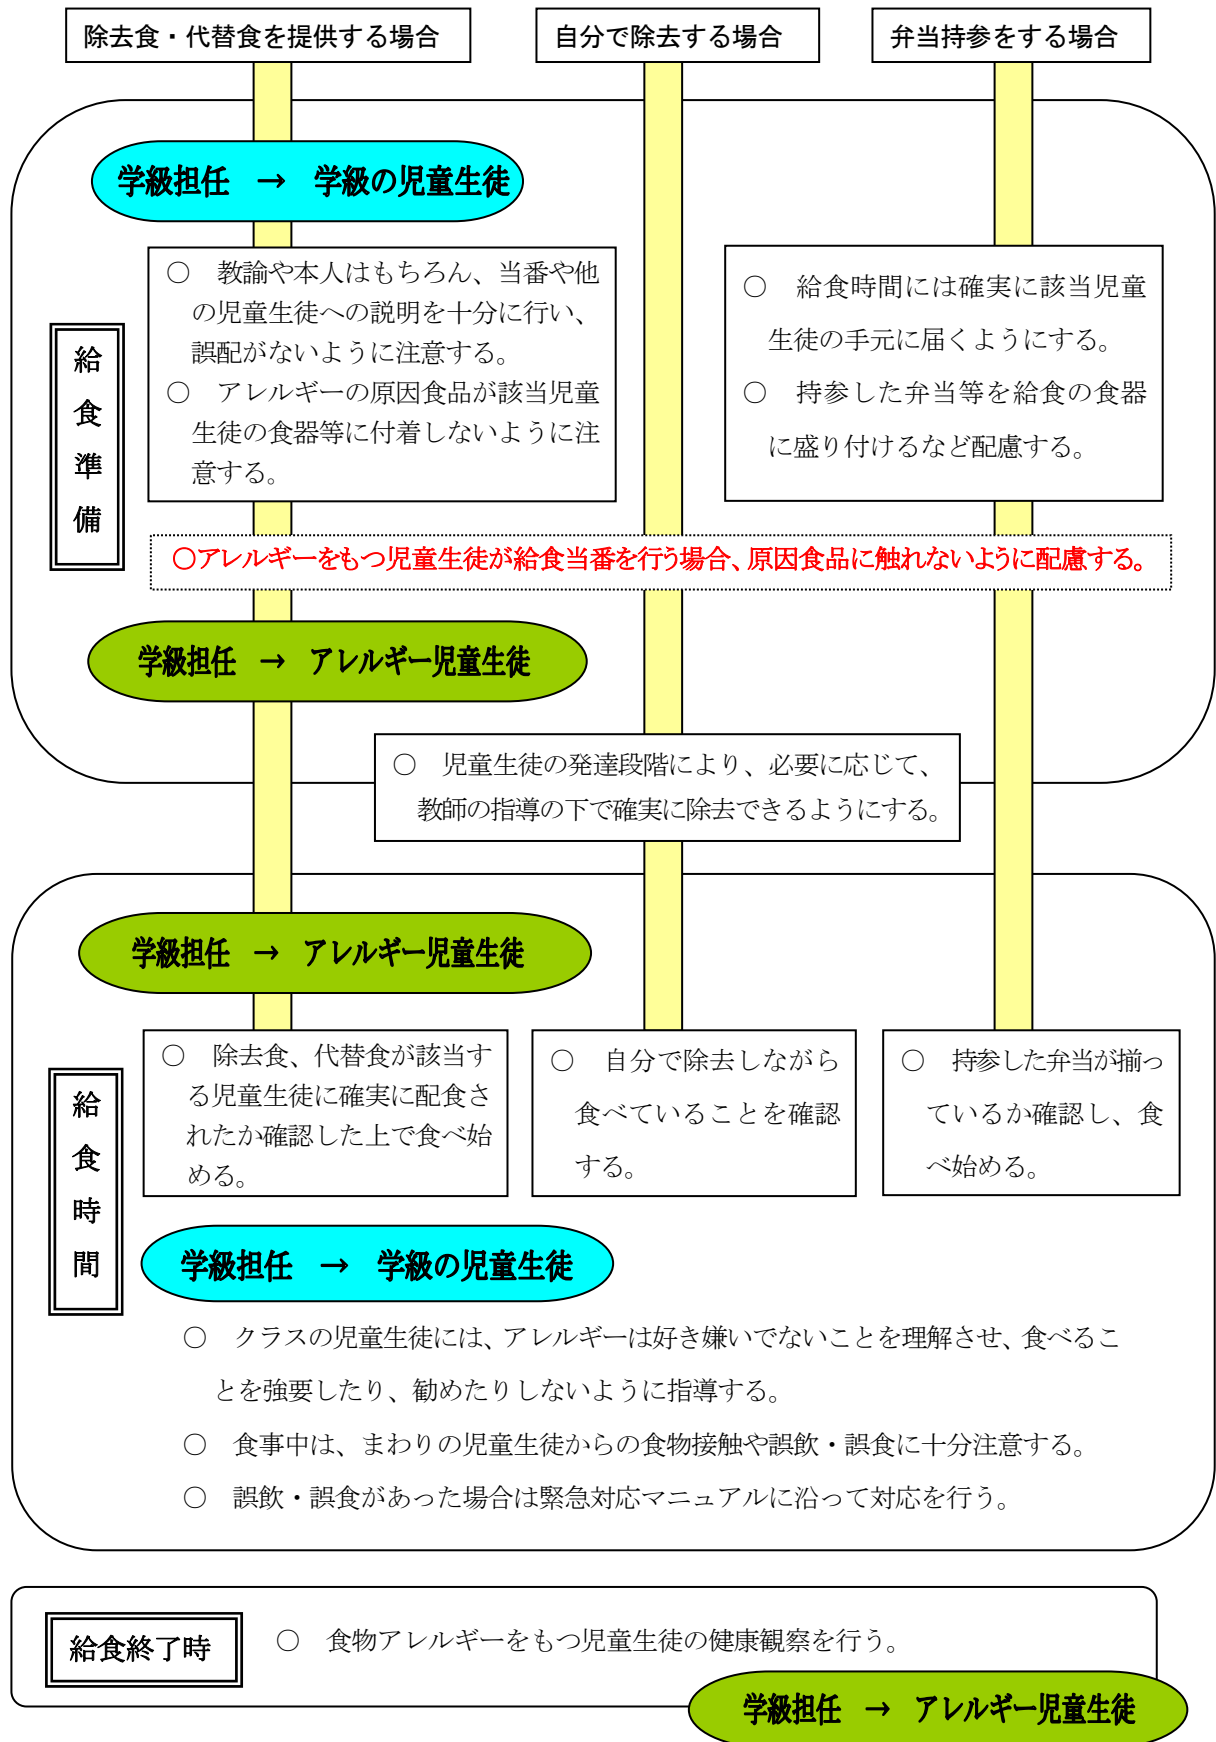 除去食・代替食を提供する場合
自分で除去する場合
弁当持参をする場合
学級担任　→　学級の児童生徒
給食準備
○　教諭や本人はもちろん、当番や他
の児童生徒への説明を十分に行い、
誤配がないように注意する。
○　アレルギーの原因食品が該当児童
生徒の食器等に付着しないように注
意する。
○　給食時間には確実に該当児童
生徒の手元に届くようにする。
○　持参した弁当等を給食の食器
に盛り付けるなど配慮する。
○アレルギーをもつ児童生徒が給食当番を行う場合、原因食品に触れないように配慮する。
学級担任　→　アレルギー児童生徒
○　児童生徒の発達段階により、必要に応じて、
教師の指導の下で確実に除去できるようにする。
学級担任　→　アレルギー児童生徒
給食時間
○　除去食、代替食が該当す
る児童生徒に確実に配食さ
れたか確認した上で食べ始
める。
○　自分で除去しながら
食べていることを確認
する。
○　持参した弁当が揃っ
ているか確認し、食
べ始める。
学級担任　→　学級の児童生徒
○　クラスの児童生徒には、アレルギーは好き嫌いでないことを理解させ、食べるこ
とを強要したり、勧めたりしないように指導する。
○　食事中は、まわりの児童生徒からの食物接触や誤飲・誤食に十分注意する。
○　誤飲・誤食があった場合は緊急対応マニュアルに沿って対応を行う。
給食終了時
○　食物アレルギーをもつ児童生徒の健康観察を行う。
学級担任　→　アレルギー児童生徒